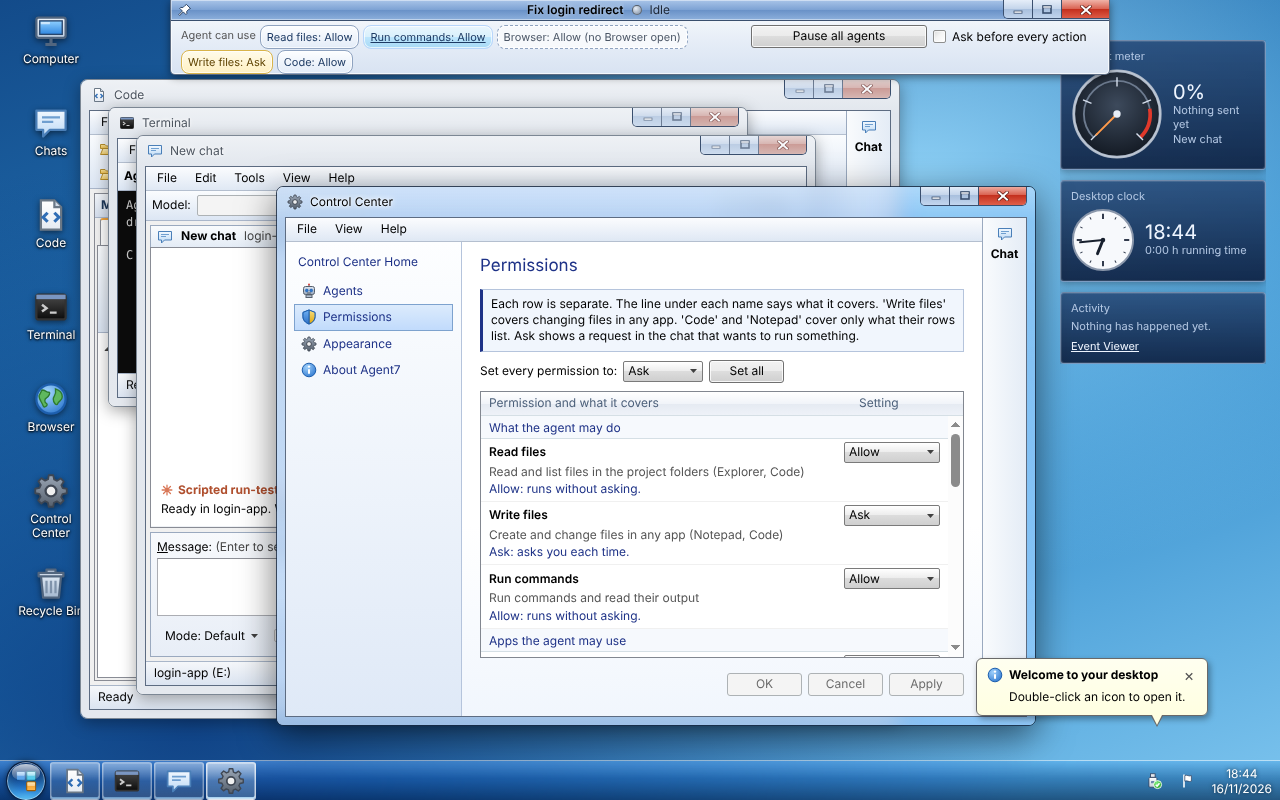 Fix login redirect Idle
Agent can use Read files: Allow Run commands: Allow Browser: Allow (no Browser open)
Write files: Ask Code: Allow
Pause all agents Ask before every action
Computer
Chats
Code
Terminal
Browser
Control
Center
Recycle Bin
meter
0%
Nothing sent
yet
New chat
Desktop clock
18:44
0:00 h running time
Activity
Nothing has happened yet.
Event Viewer
Code
Chat
Ready
Terminal
New chat
File Edit Tools View Help
Model:
New chat
Scripted
Ready in login-app.
Message: (Enter to
Mode: Default
login-app (E:)
Control Center
File View Help
Chat
Control Center Home
Agents
Permissions
Appearance
About Agent7
Permissions
Each row is separate. The line under each name says what it covers. 'Write files'
covers changing files in any app. 'Code' and 'Notepad' cover only what their rows
list. Ask shows a request in the chat that wants to run something.
Set every permission to: Ask Set all
Permission and what it covers Setting
What the agent may do
Read files Allow
Read and list files in the project folders (Explorer, Code)
Allow: runs without asking.
Write files Ask
Create and change files in any app (Notepad, Code)
Ask: asks you each time.
Run commands Allow
Run commands and read their output
Allow: runs without asking.
Apps the agent may use
OK Cancel Apply
Welcome to your desktop
Double-click an icon to open it.
18:44
16/11/2026